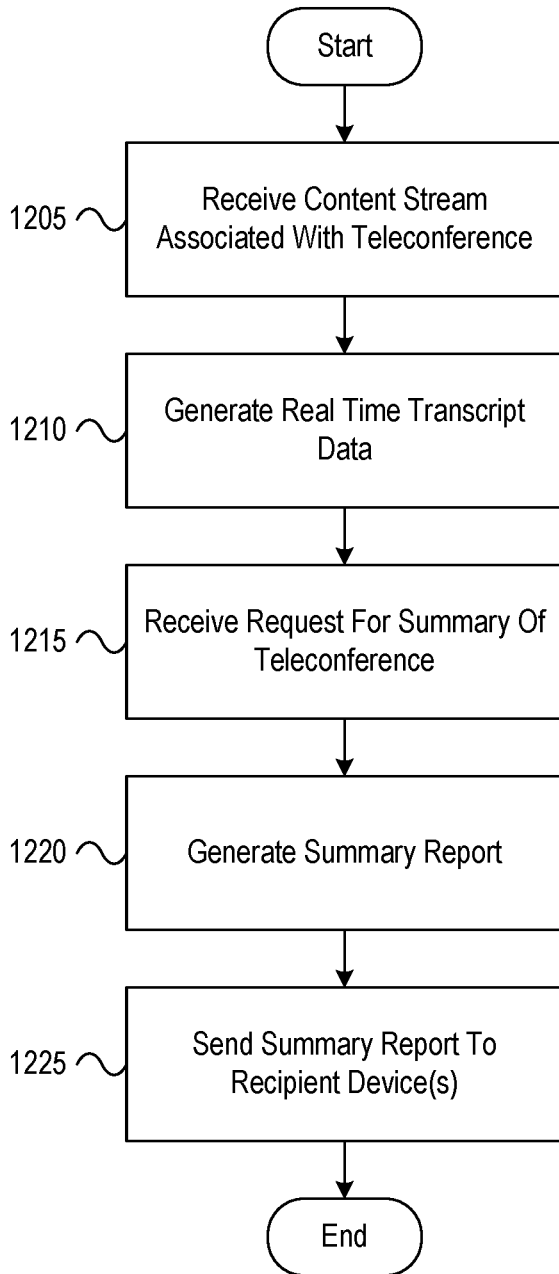 Start
1205
Receive Content Stream
Associated With Teleconference
1210
Generate Real Time Transcript
Data
1215
Receive Request For Summary Of
Teleconference
1220
Generate Summary Report
1225
Send Summary Report To
Recipient Device(s)
End